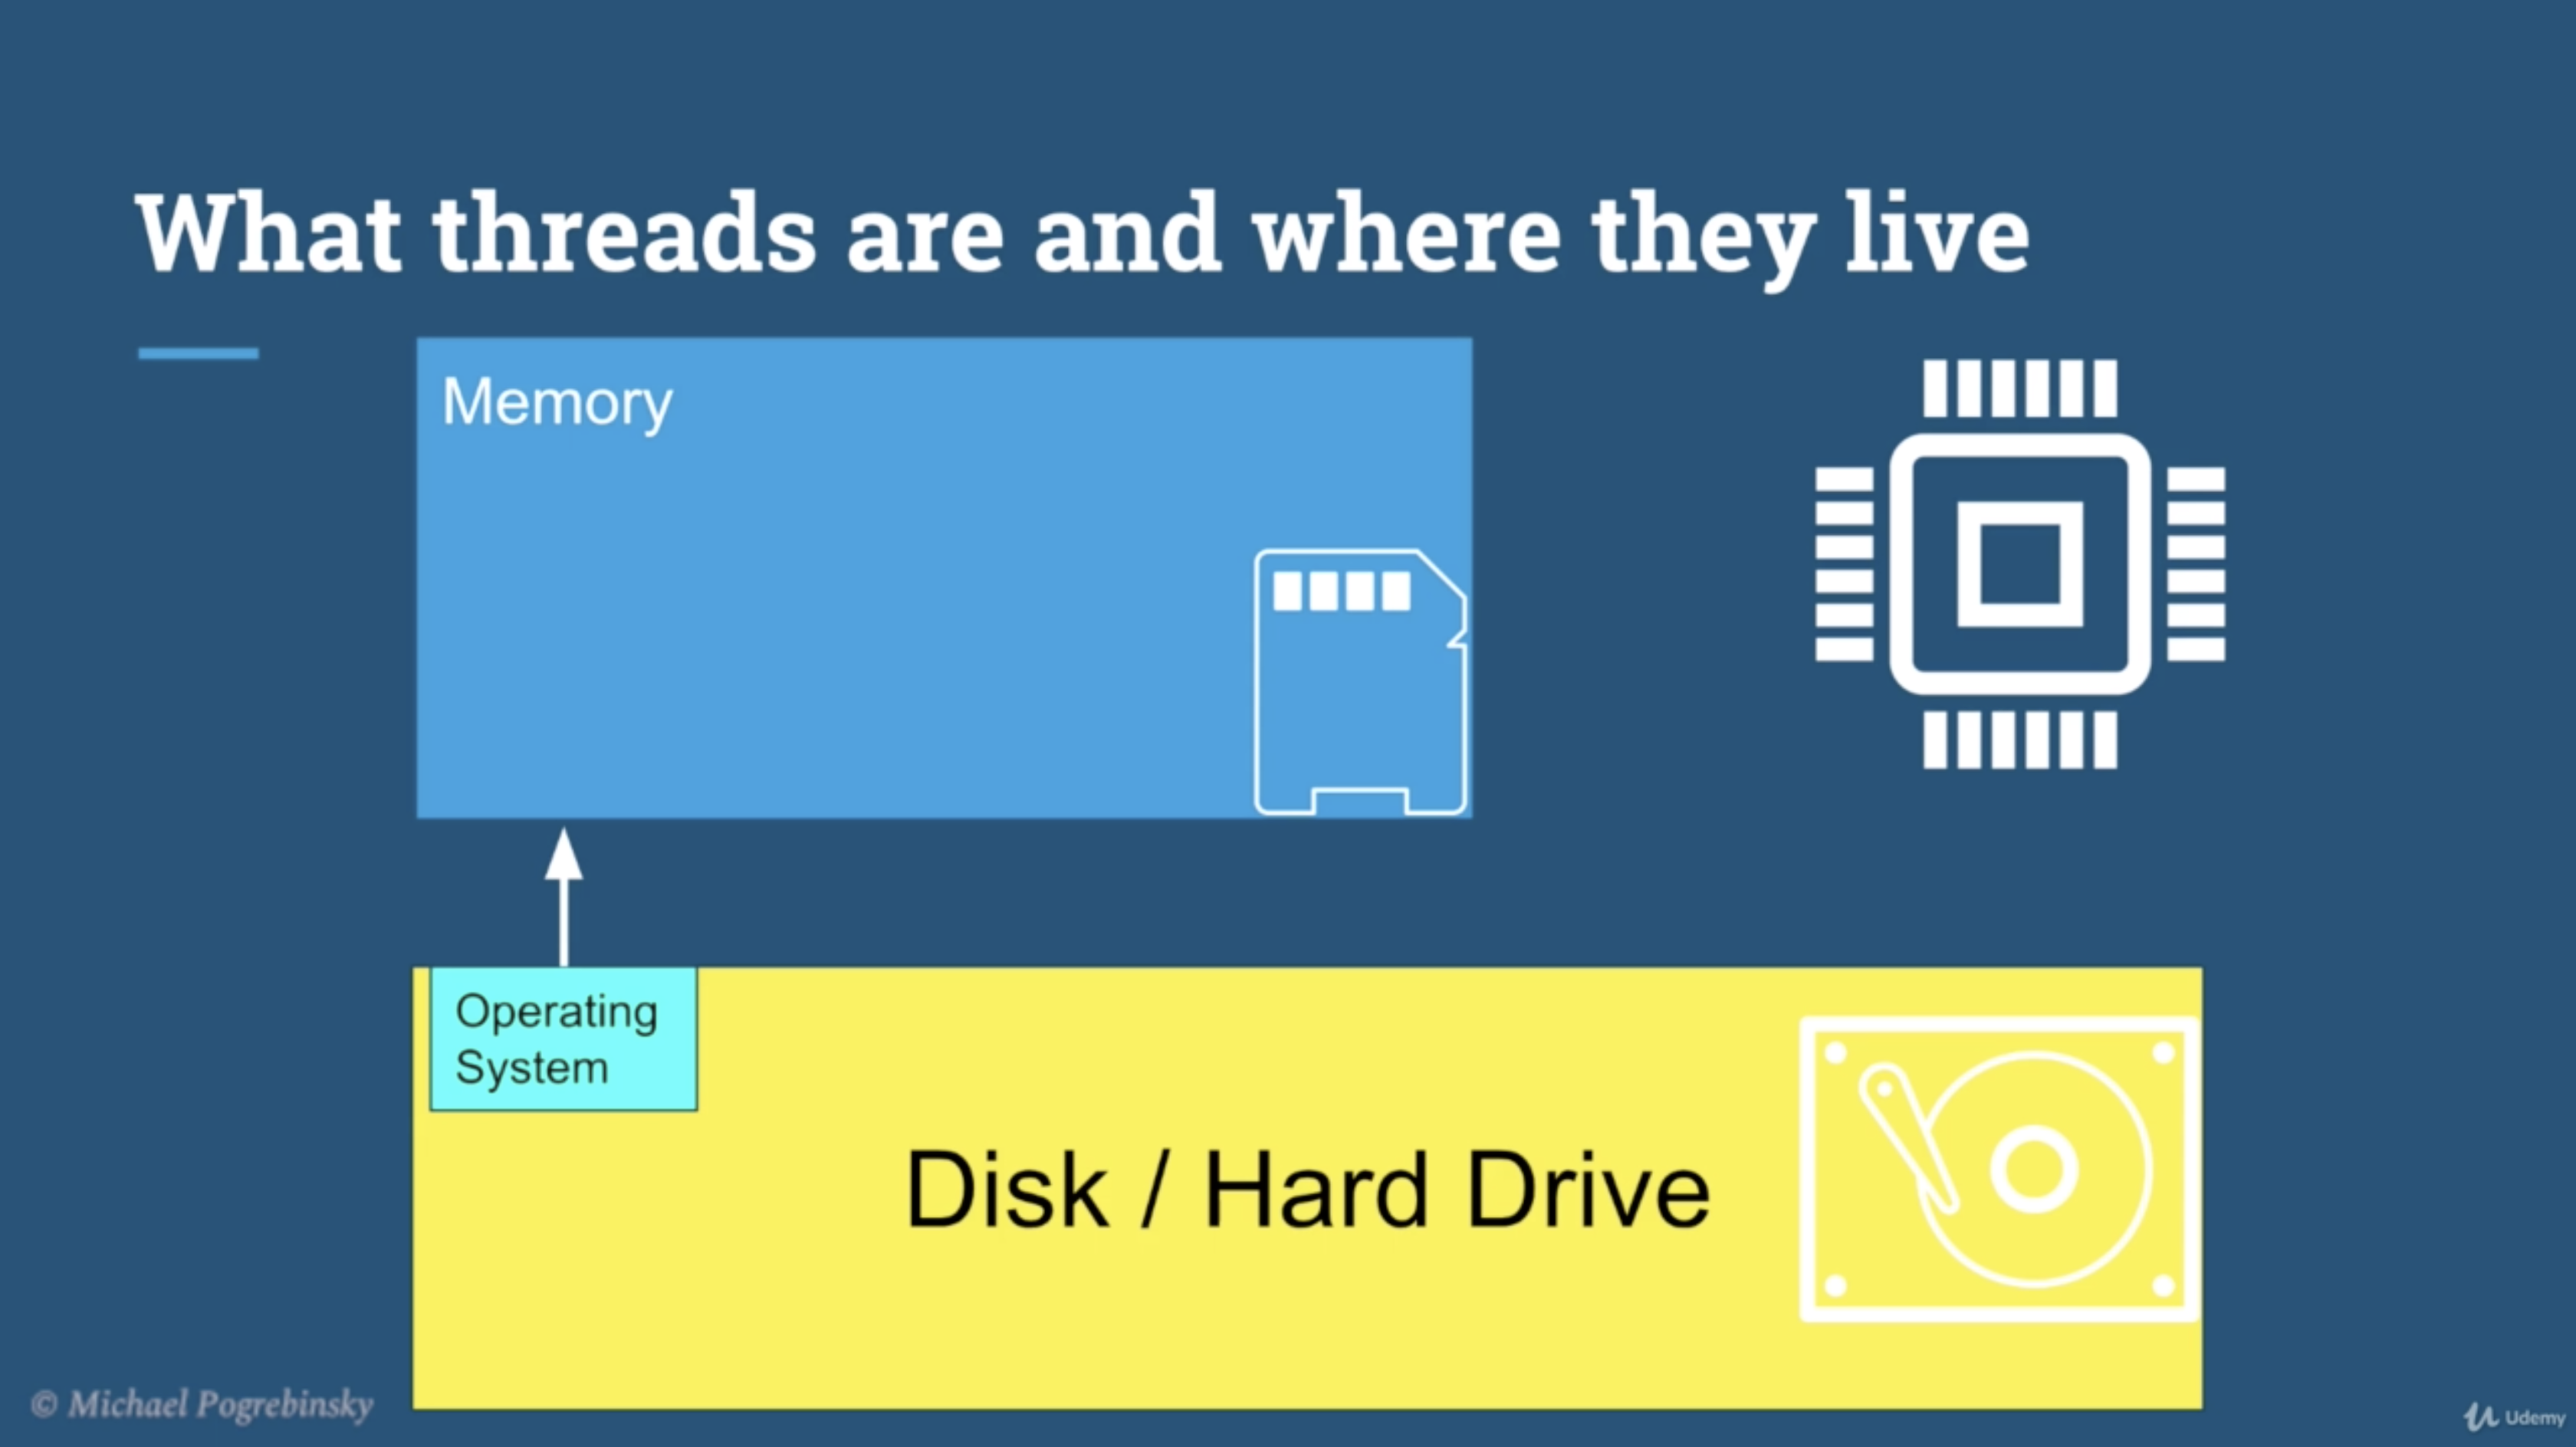 What threads are and where they live
Memory
Operating
System
Disk / Hard Drive
© Michael Pogrebinsky
Udemy